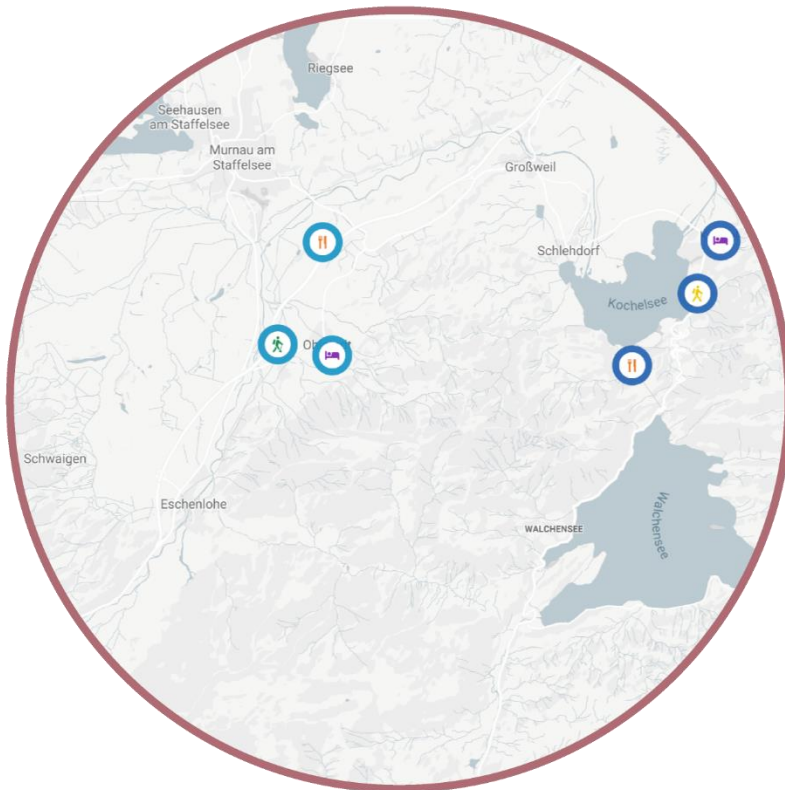 Riegsee
Seehausen
am Staffelsee
Murnau am
Staffelsee
Großweil
Schlehdorf
Kochelsee
Schwaigen
Eschenlohe
WALCHENSEE
Walchensee